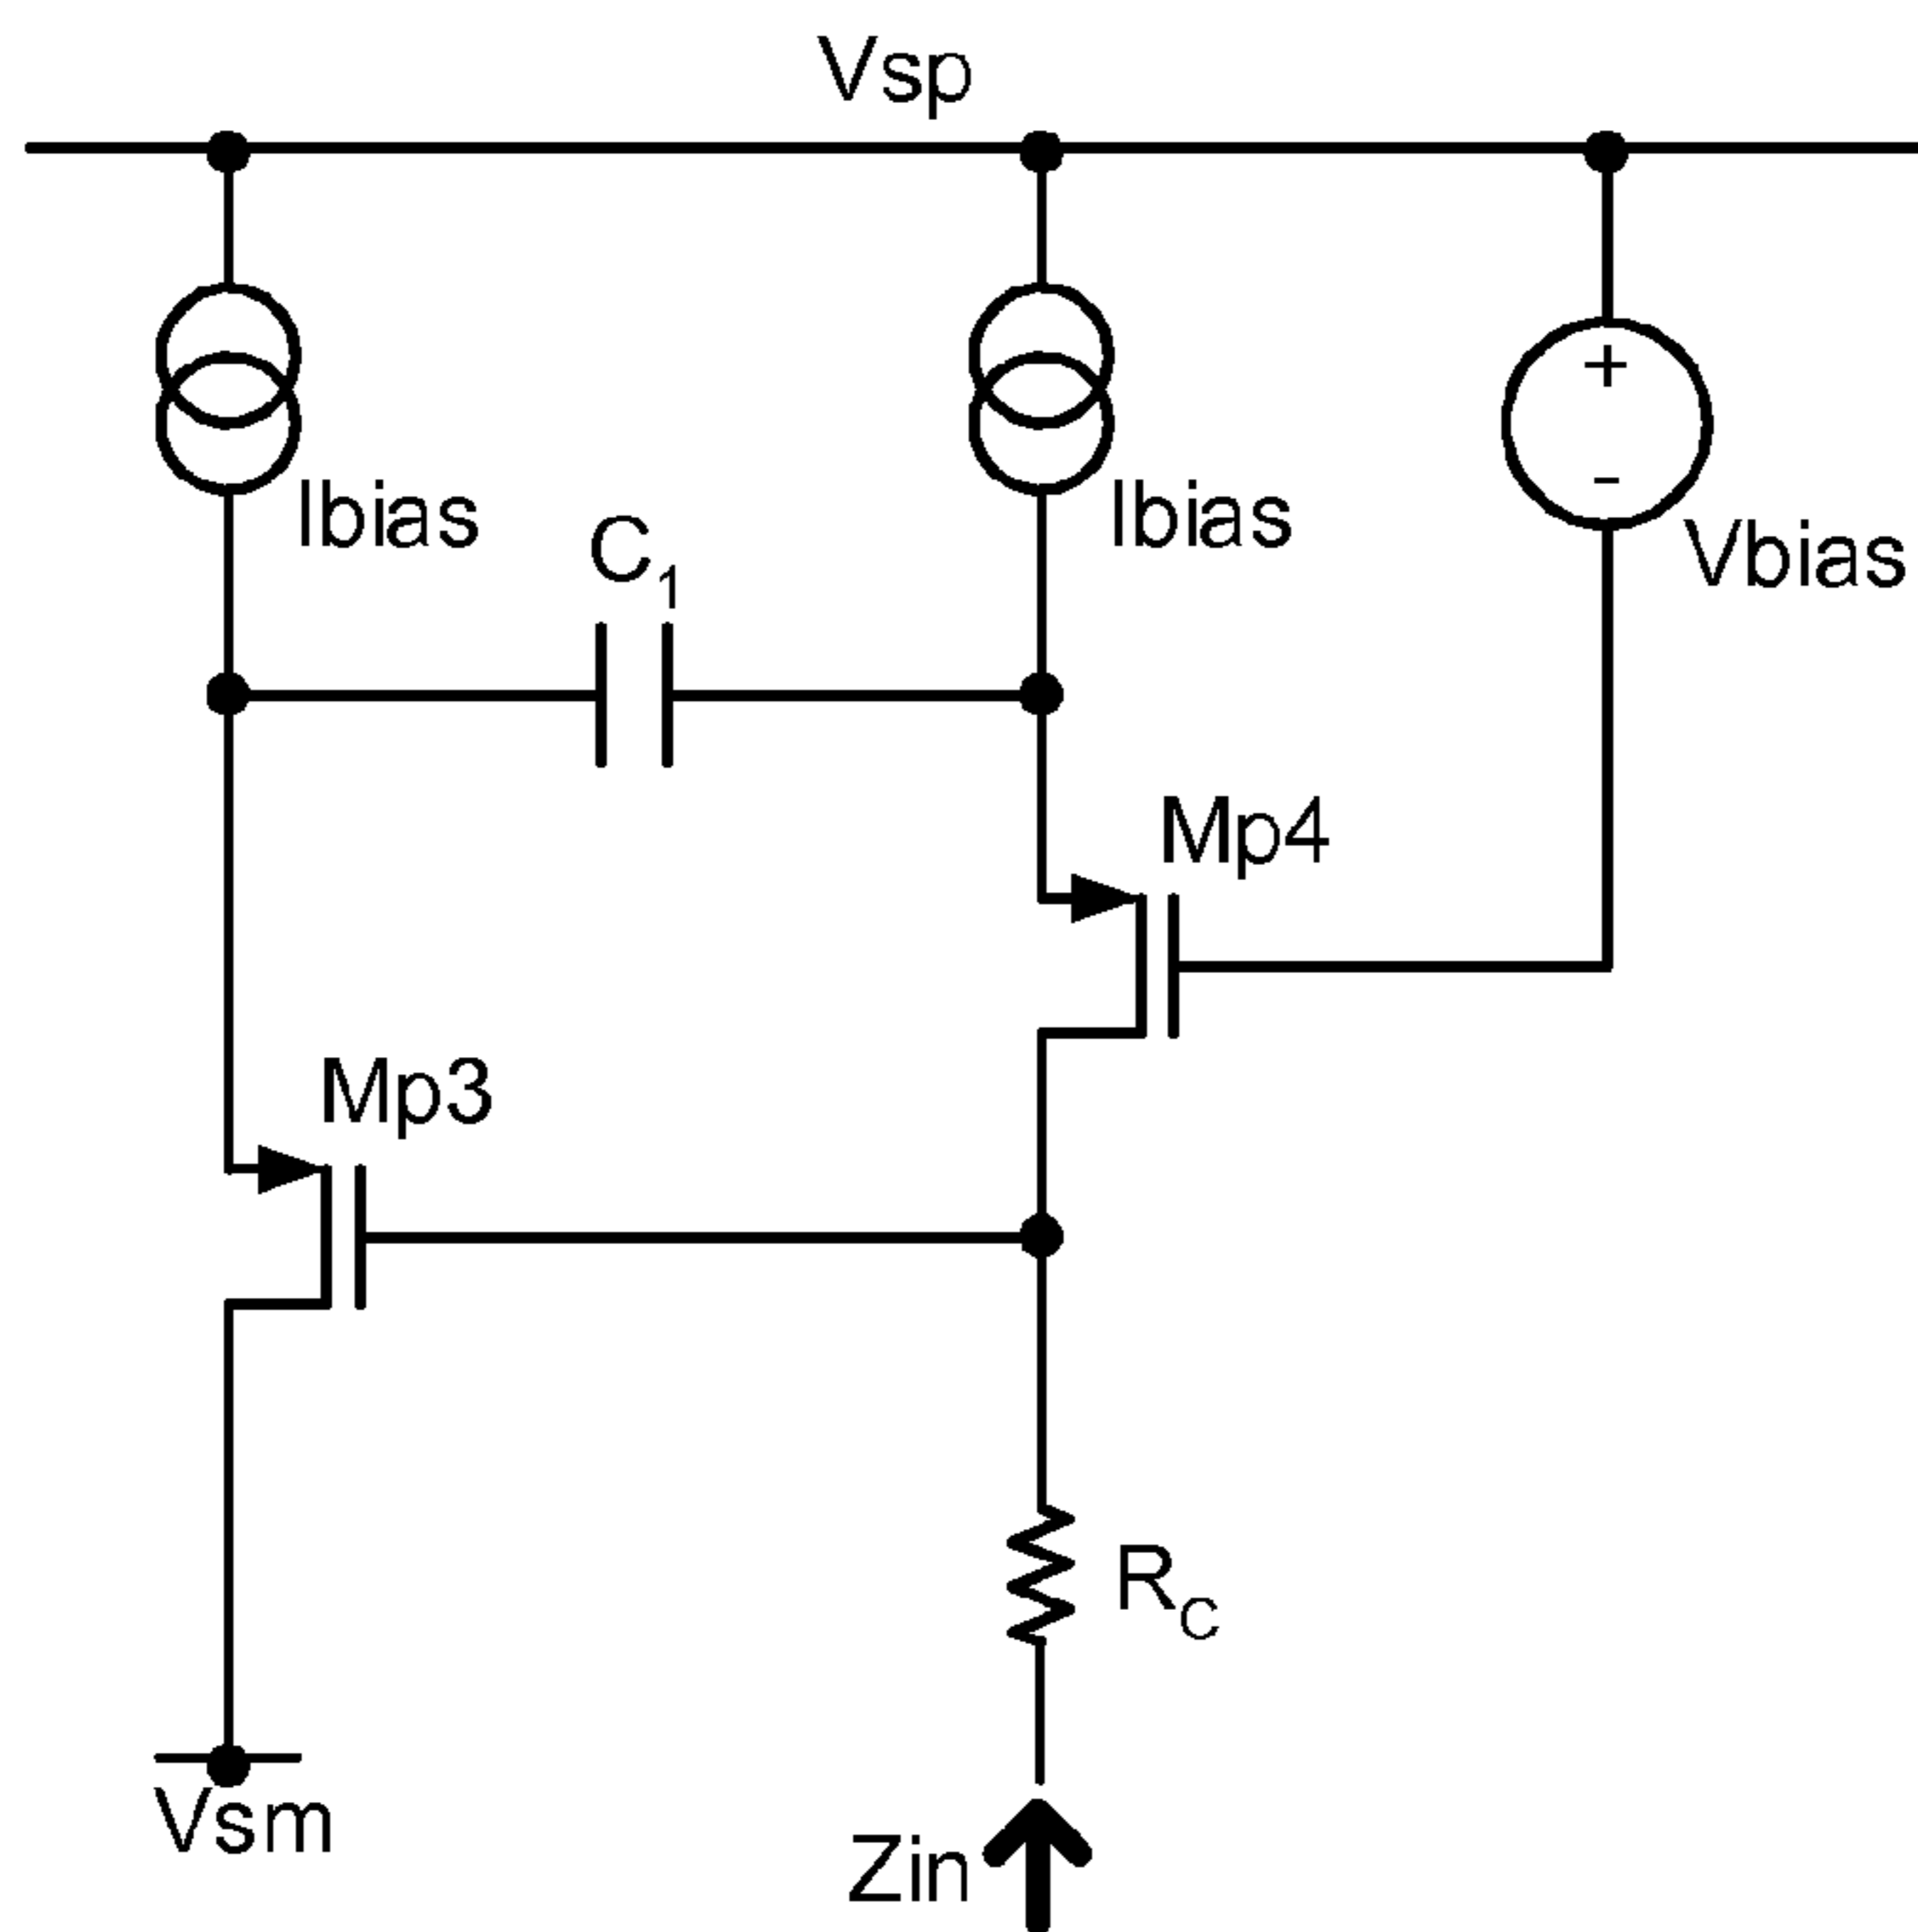 Vsp
+
-
Ibias
C1
Ibias
Vbias
Mp4
Mp3
RC
Vsm
Zin